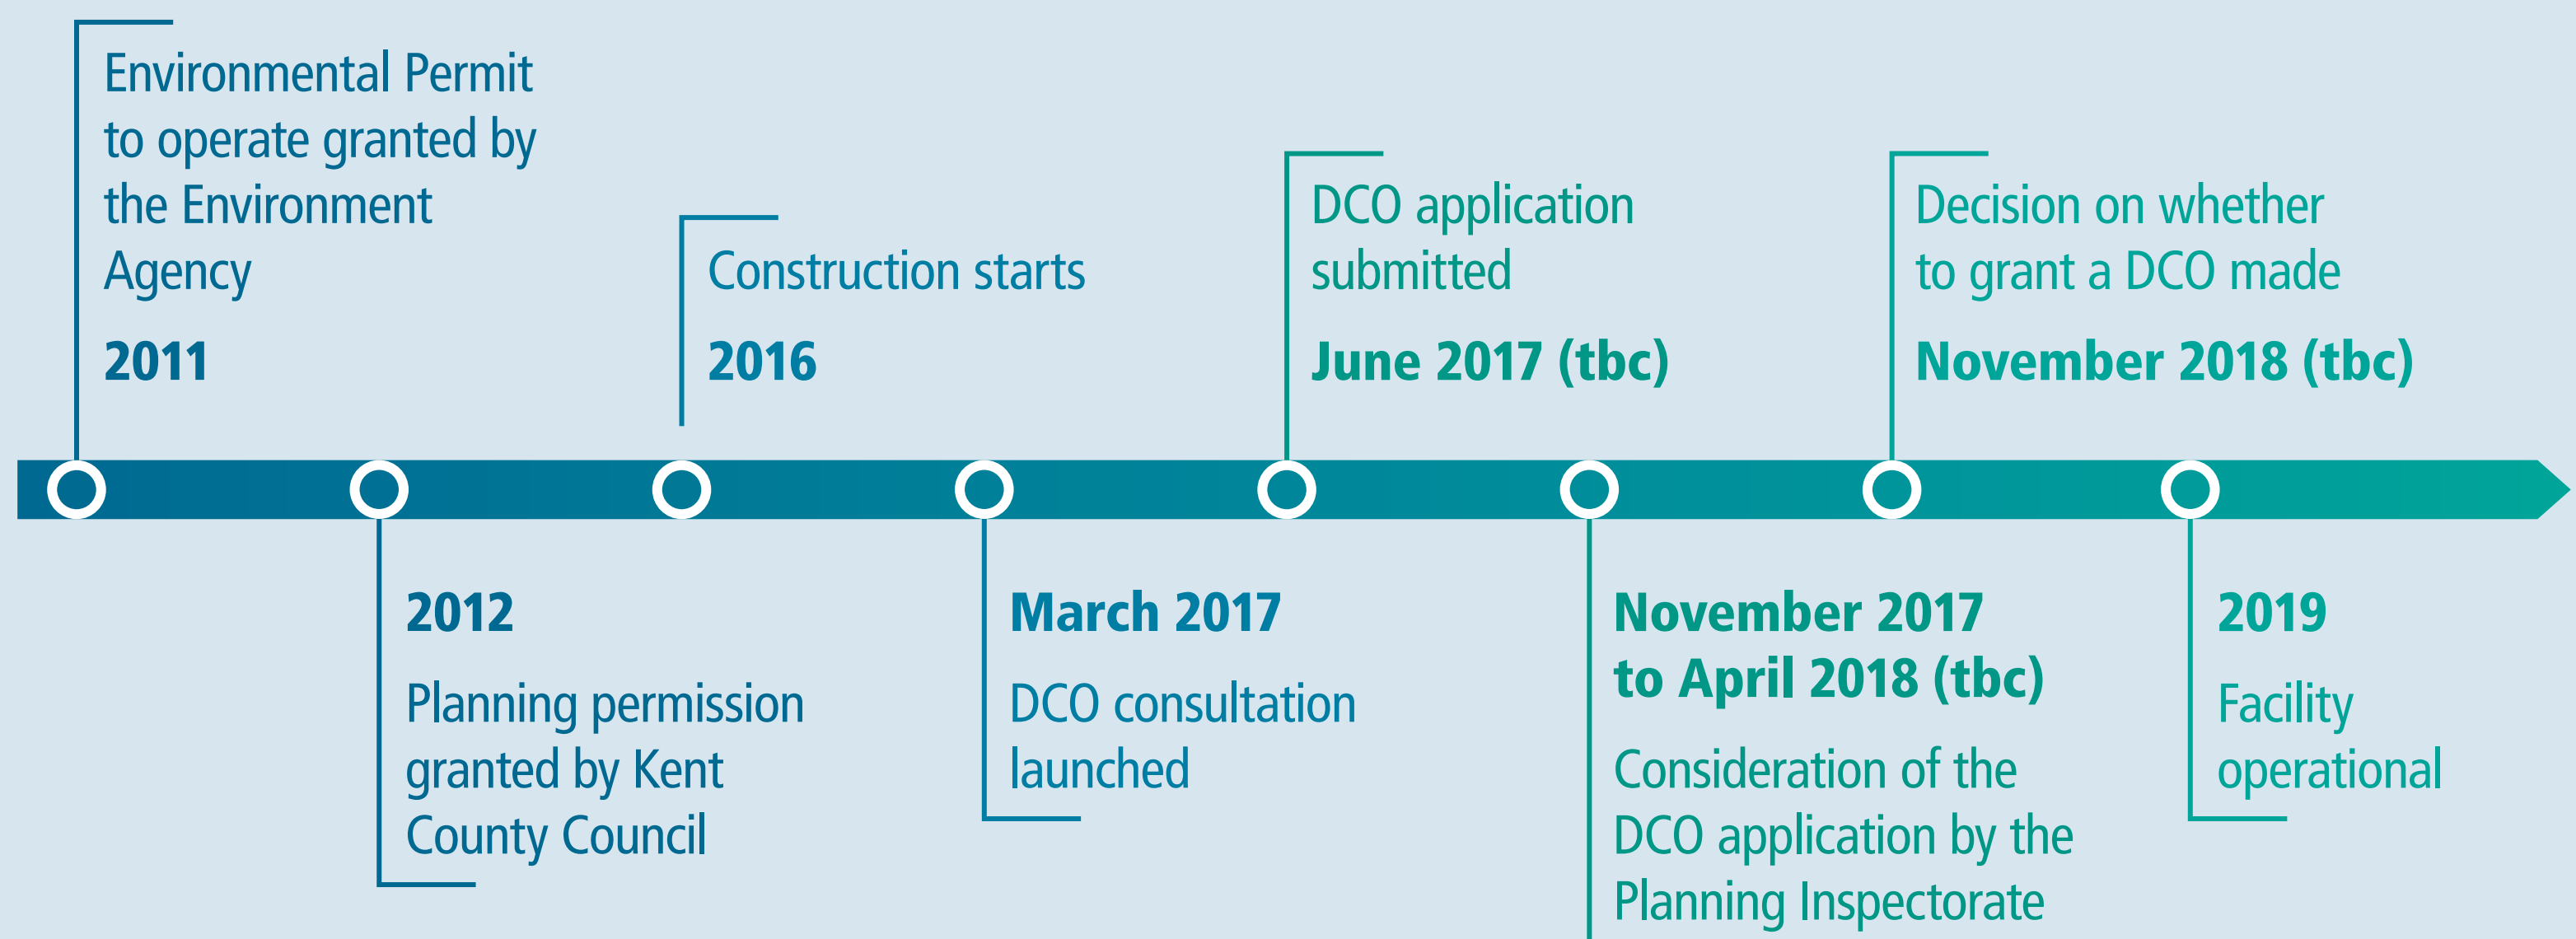 Environmental Permit
to operate granted by
the Environment
Agency
2011
2012
Planning permission
granted by Kent
County Council
Construction starts
2016
March 2017
DCO consultation
launched
DCO application
submitted
June 2017 (tbc)
November 2017
to April 2018 (tbc)
Consideration of the
DCO application by the
Planning Inspectorate
Decision on whether
to grant a DCO made
November 2018 (tbc)
2019
Facility
operational